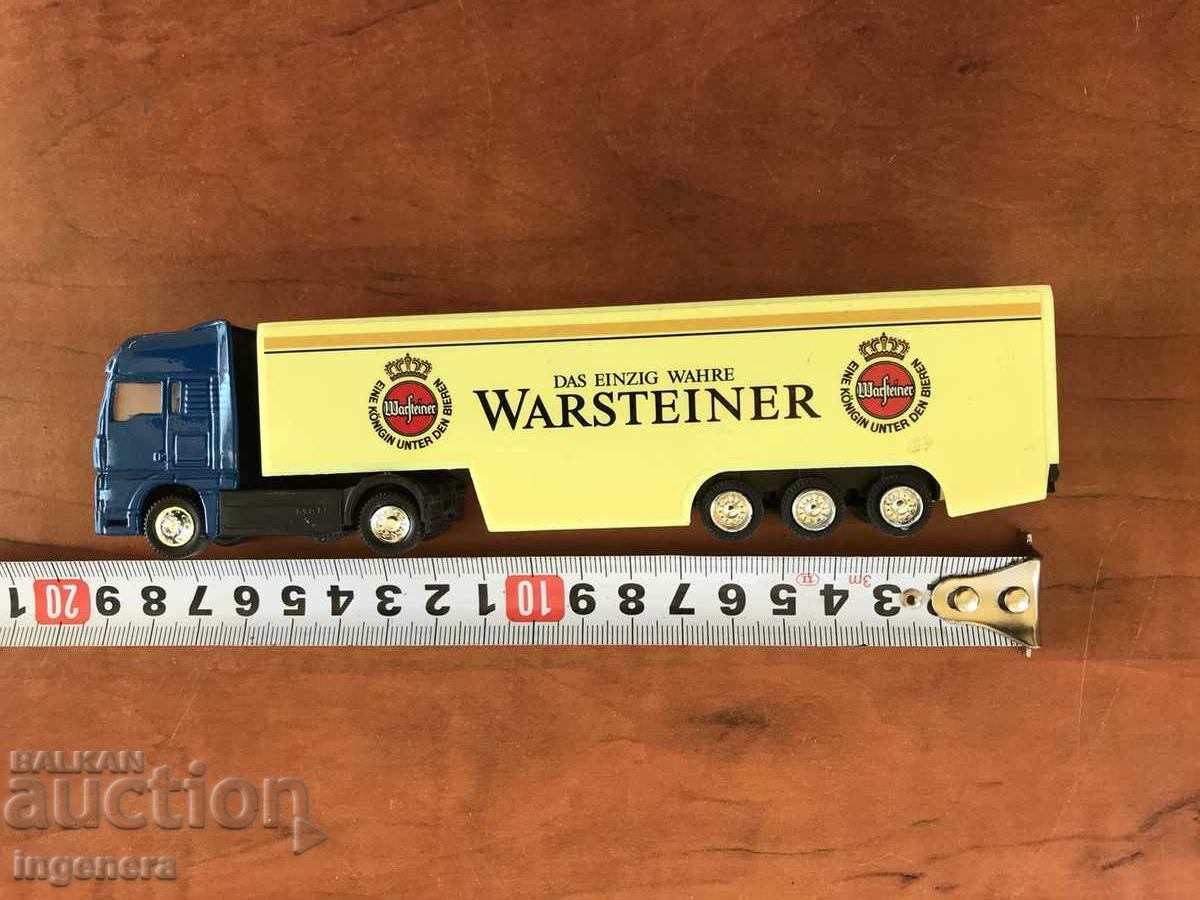 DAS EINZIG WAHRE
WARSTEINER
Warsteiner
EINE KÖNIGIN UNTER DEN BIEREN
Warsteiner
EINE KÖNIGIN UNTER DEN BIEREN
1 20 9 8 7 6 5 4 3 2 1 10 9 8 7 6 5 4 3
3m
BALKAN
auction
ingenera